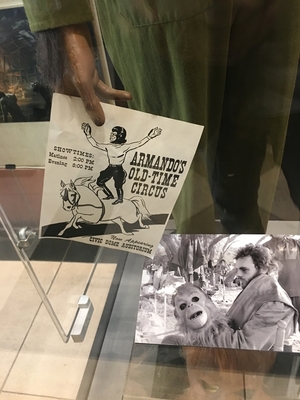 SHOWTIMES:
Matinee 2:00 PM
Evening 8:00 PM
ARMANDO'S
OLD-TIME
CIRCUS
Now Appearing
CIVIC DOME AUDITORIUM